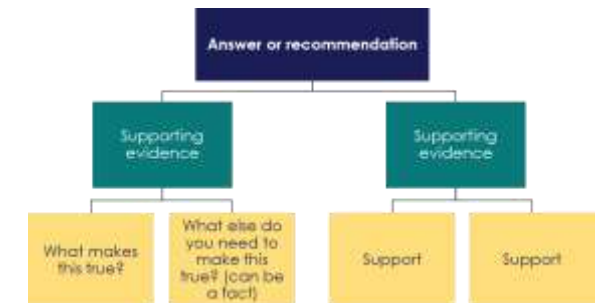 Answer or recommendation
Supporting
evidence
Supporting
evidence
What makes
this true?
What else do
you need to
make this
true? (can be
a fact)
Support
Support